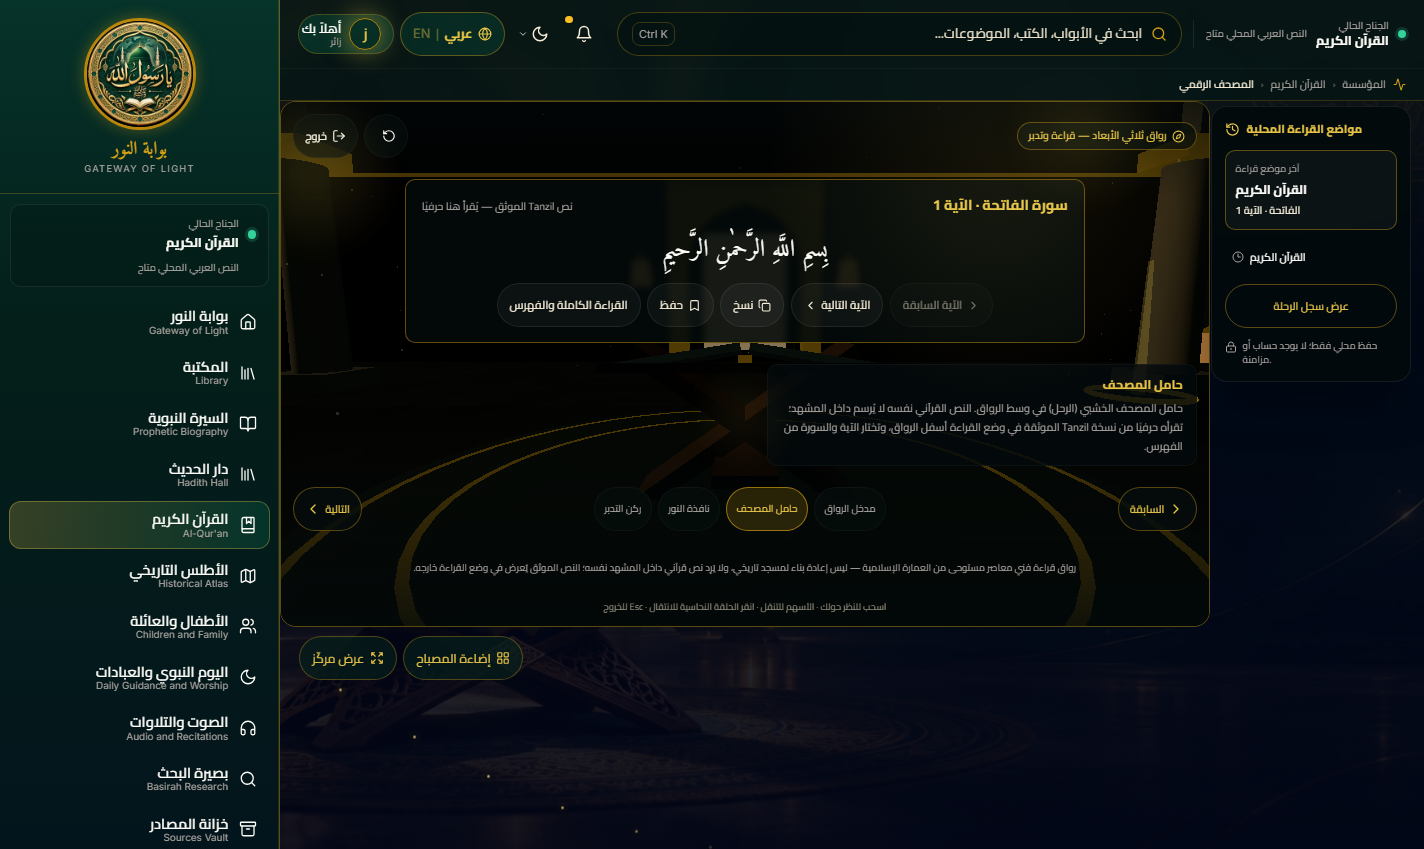 يا رسول الله
بوابة النور
GATEWAY OF LIGHT
الجناح الحالي
القرآن الكريم
النص العربي المحلي متاح
بوابة النور
Gateway of Light
المكتبة
Library
السيرة النبوية
Prophetic Biography
دار الحديث
Hadith Hall
القرآن الكريم
Al-Qur'an
الأطلس التاريخي
Historical Atlas
الأطفال والعائلة
Children and Family
اليوم النبوي والعبادات
Daily Guidance and Worship
الصوت والتلاوات
Audio and Recitations
بصيرة البحث
Basirah Research
خزانة المصادر
Sources Vault
الجناح الحالي
القرآن الكريم
النص العربي المحلي متاح
ابحث في الأبواب، الكتب، الموضوعات...
Ctrl K
عربي | EN
ز
أهلاً بك
زائر
المؤسسة ‹ القرآن الكريم ‹ المصحف الرقمي
رواق ثلاثي الأبعاد — قراءة وتدبر
خروج
سورة الفاتحة · الآية 1
نص Tanzil الموثق — يُقرأ هنا حرفيًا
بِسمِ اللَّهِ الرَّحمٰنِ الرَّحيمِ
الآية السابقة
الآية التالية
نسخ
حفظ
القراءة الكاملة والفهرس
حامل المصحف
حامل المصحف الخشبي (الرحل) في وسط الرواق. النص القرآني نفسه لا يُرسم داخل المشهد؛
تقرأه حرفيًا من نسخة Tanzil الموثقة في وضع القراءة أسفل الرواق، وتختار الآية والسورة من
الفهرس.
السابقة
مدخل الرواق
حامل المصحف
نافذة النور
ركن التدبر
التالية
رواق قراءة فني معاصر مستوحى من العمارة الإسلامية — ليس إعادة بناء لمسجد تاريخي، ولا يَرِد نص قرآني داخل المشهد نفسه؛ النص الموثق يُعرض في وضع القراءة خارجه.
اسحب للنظر حولك · الأسهم للتنقل · انقر الحلقة النحاسية للانتقال · Esc للخروج
إضاءة المصباح
عرض مركّز
مواضع القراءة المحلية
آخر موضع قراءة
القرآن الكريم
الفاتحة · الآية 1
القرآن الكريم
عرض سجل الرحلة
حفظ محلي فقط؛ لا يوجد حساب أو
مزامنة.